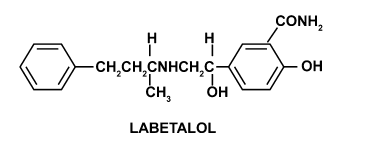 CONH₂
H H
CH₂CH₂CNHCH₂C OH
CH₃ OH
LABETALOL